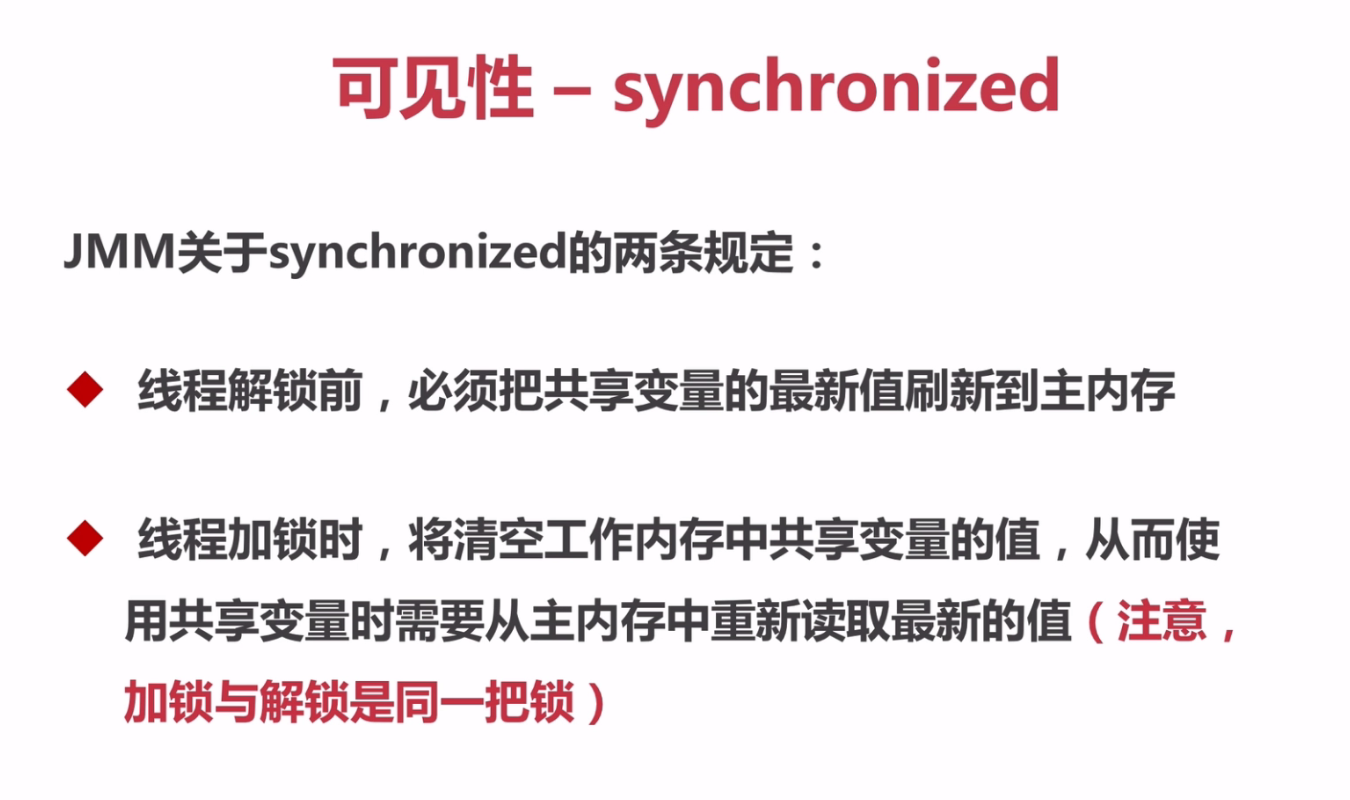 可见性 – synchronized
JMM关于synchronized的两条规定：
线程解锁前，必须把共享变量的最新值刷新到主内存
线程加锁时，将清空工作内存中共享变量的值，从而使
用共享变量时需要从主内存中重新读取最新的值（注意，
加锁与解锁是同一把锁）